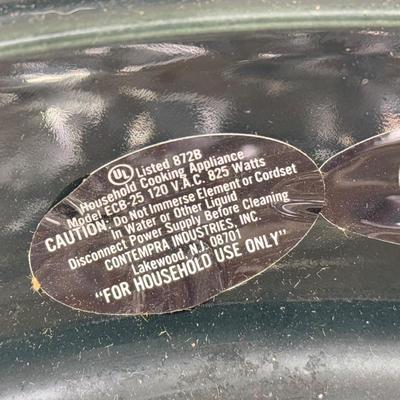 UL Listed 872B
Household Cooking Appliance
Model ECB-25 120 V.A.C. 825 Watts
CAUTION: Do Not Immerse Element or Cordset
In Water or Other Liquid
Disconnect Power Supply Before Cleaning
CONTEMPRA INDUSTRIES, INC.
Lakewood, N.J. 08701
"FOR HOUSEHOLD USE ONLY"